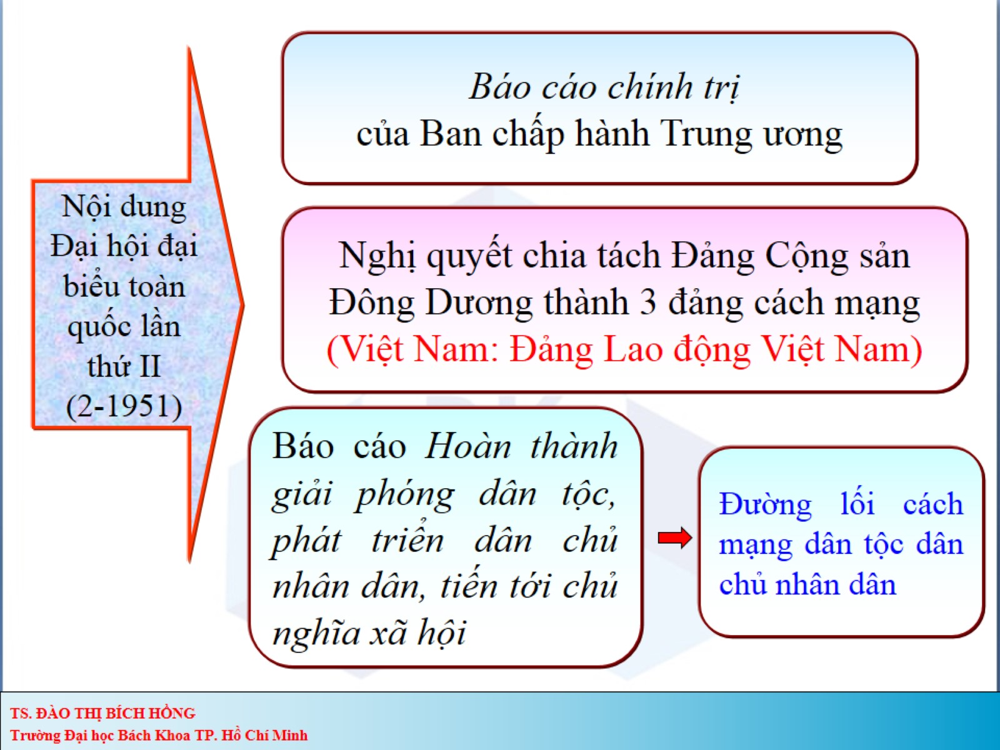 Nội dung
Đại hội đại
biểu toàn
quốc lần
thứ II
(2-1951)
Báo cáo chính trị
của Ban chấp hành Trung ương
Nghị quyết chia tách Đảng Cộng sản
Đông Dương thành 3 đảng cách mạng
(Việt Nam: Đảng Lao động Việt Nam)
Báo cáo Hoàn thành
giải phóng dân tộc,
phát triển dân chủ
nhân dân, tiến tới chủ
nghĩa xã hội
Đường lối cách
mạng dân tộc dân
chủ nhân dân
TS. ĐÀO THỊ BÍCH HỒNG
Trường Đại học Bách Khoa TP. Hồ Chí Minh